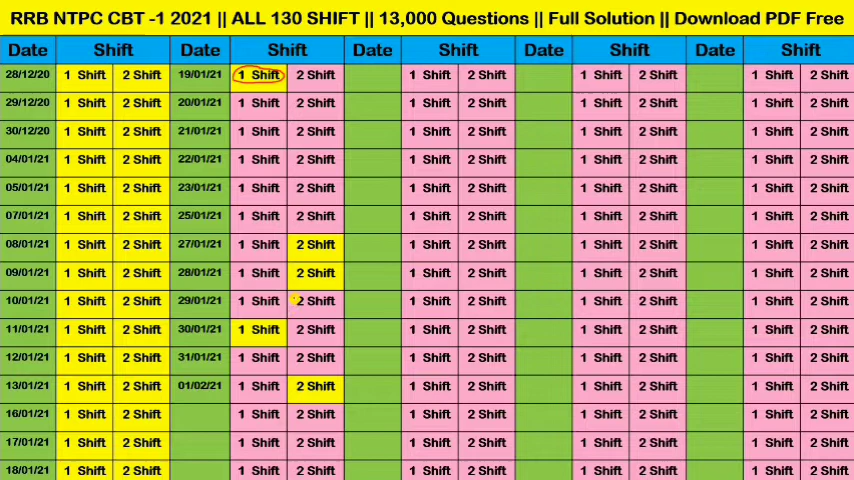 RRB NTPC CBT -1 2021 || ALL 130 SHIFT || 13,000 Questions || Full Solution || Download PDF Free
Date Shift Date Shift Date Shift Date Shift Date Shift
28/12/20 1 Shift 2 Shift 19/01/21 1 Shift 2 Shift 1 Shift 2 Shift 1 Shift 2 Shift 1 Shift 2 Shift
29/12/20 1 Shift 2 Shift 20/01/21 1 Shift 2 Shift 1 Shift 2 Shift 1 Shift 2 Shift 1 Shift 2 Shift
30/12/20 1 Shift 2 Shift 21/01/21 1 Shift 2 Shift 1 Shift 2 Shift 1 Shift 2 Shift 1 Shift 2 Shift
04/01/21 1 Shift 2 Shift 22/01/21 1 Shift 2 Shift 1 Shift 2 Shift 1 Shift 2 Shift 1 Shift 2 Shift
05/01/21 1 Shift 2 Shift 23/01/21 1 Shift 2 Shift 1 Shift 2 Shift 1 Shift 2 Shift 1 Shift 2 Shift
07/01/21 1 Shift 2 Shift 25/01/21 1 Shift 2 Shift 1 Shift 2 Shift 1 Shift 2 Shift 1 Shift 2 Shift
08/01/21 1 Shift 2 Shift 27/01/21 1 Shift 2 Shift 1 Shift 2 Shift 1 Shift 2 Shift 1 Shift 2 Shift
09/01/21 1 Shift 2 Shift 28/01/21 1 Shift 2 Shift 1 Shift 2 Shift 1 Shift 2 Shift 1 Shift 2 Shift
10/01/21 1 Shift 2 Shift 29/01/21 1 Shift 2 Shift 1 Shift 2 Shift 1 Shift 2 Shift 1 Shift 2 Shift
11/01/21 1 Shift 2 Shift 30/01/21 1 Shift 2 Shift 1 Shift 2 Shift 1 Shift 2 Shift 1 Shift 2 Shift
12/01/21 1 Shift 2 Shift 31/01/21 1 Shift 2 Shift 1 Shift 2 Shift 1 Shift 2 Shift 1 Shift 2 Shift
13/01/21 1 Shift 2 Shift 01/02/21 1 Shift 2 Shift 1 Shift 2 Shift 1 Shift 2 Shift 1 Shift 2 Shift
16/01/21 1 Shift 2 Shift 1 Shift 2 Shift 1 Shift 2 Shift 1 Shift 2 Shift 1 Shift 2 Shift
17/01/21 1 Shift 2 Shift 1 Shift 2 Shift 1 Shift 2 Shift 1 Shift 2 Shift 1 Shift 2 Shift
18/01/21 1 Shift 2 Shift 1 Shift 2 Shift 1 Shift 2 Shift 1 Shift 2 Shift 1 Shift 2 Shift